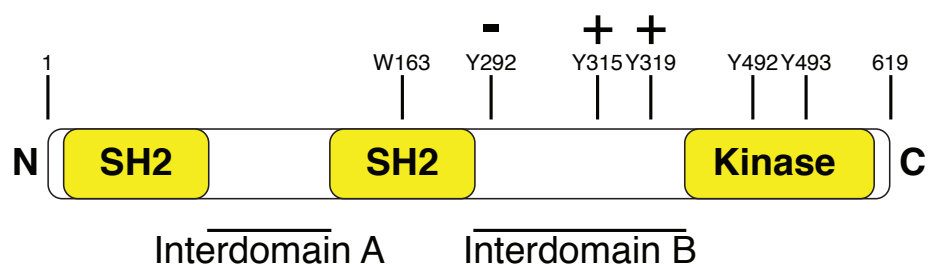 - + +
1 W163 Y292 Y315 Y319 Y492 Y493 619
N SH2 SH2 Kinase C
Interdomain A Interdomain B